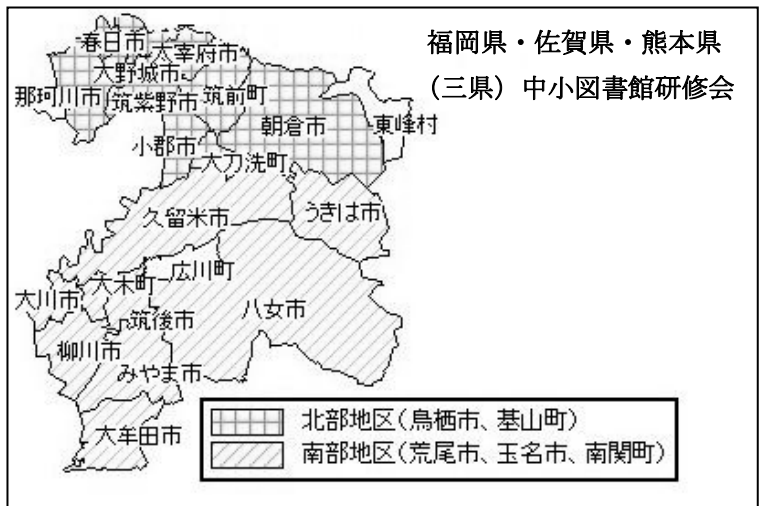 福岡県・佐賀県・熊本県
（三県）中小図書館研修会
春日市
太宰府市
大野城市
那珂川市
筑紫野市
筑前町
朝倉市
東峰村
小郡市
大刀洗町
久留米市
うきは市
広川町
大木町
大川市
筑後市
八女市
柳川市
みやま市
大牟田市
北部地区(鳥栖市、基山町)
南部地区(荒尾市、玉名市、南関町)